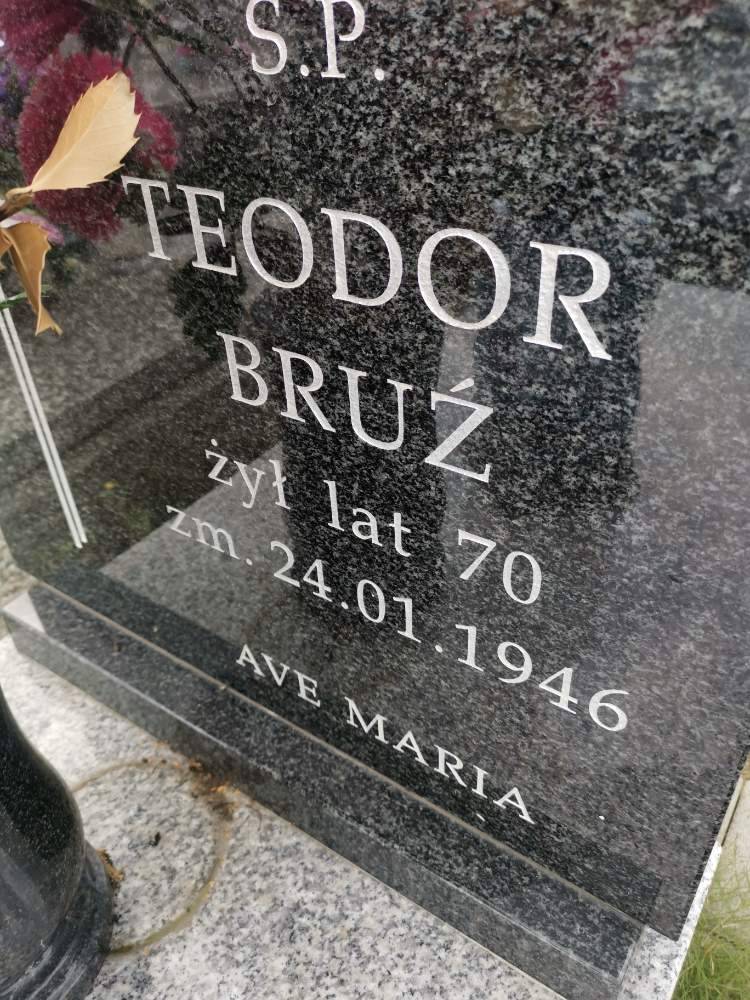 Ś.P.
TEODOR
BRUŹ
żył lat 70
zm. 24.01.1946
AVE MARIA